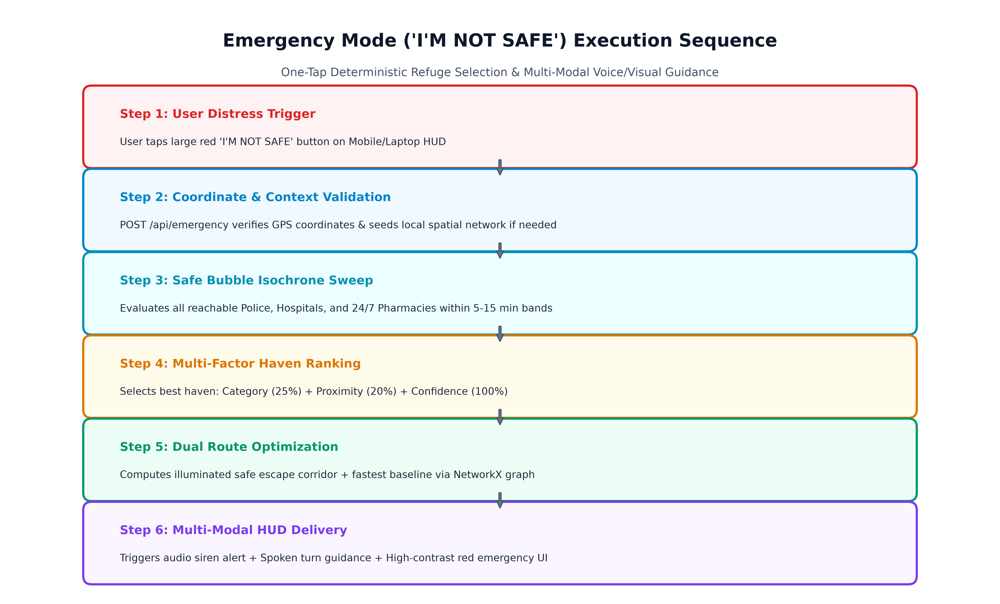 Emergency Mode ('I'M NOT SAFE') Execution Sequence
One-Tap Deterministic Refuge Selection & Multi-Modal Voice/Visual Guidance
Step 1: User Distress Trigger
User taps large red 'I'M NOT SAFE' button on Mobile/Laptop HUD
Step 2: Coordinate & Context Validation
POST /api/emergency verifies GPS coordinates & seeds local spatial network if needed
Step 3: Safe Bubble Isochrone Sweep
Evaluates all reachable Police, Hospitals, and 24/7 Pharmacies within 5-15 min bands
Step 4: Multi-Factor Haven Ranking
Selects best haven: Category (25%) + Proximity (20%) + Confidence (100%)
Step 5: Dual Route Optimization
Computes illuminated safe escape corridor + fastest baseline via NetworkX graph
Step 6: Multi-Modal HUD Delivery
Triggers audio siren alert + Spoken turn guidance + High-contrast red emergency UI